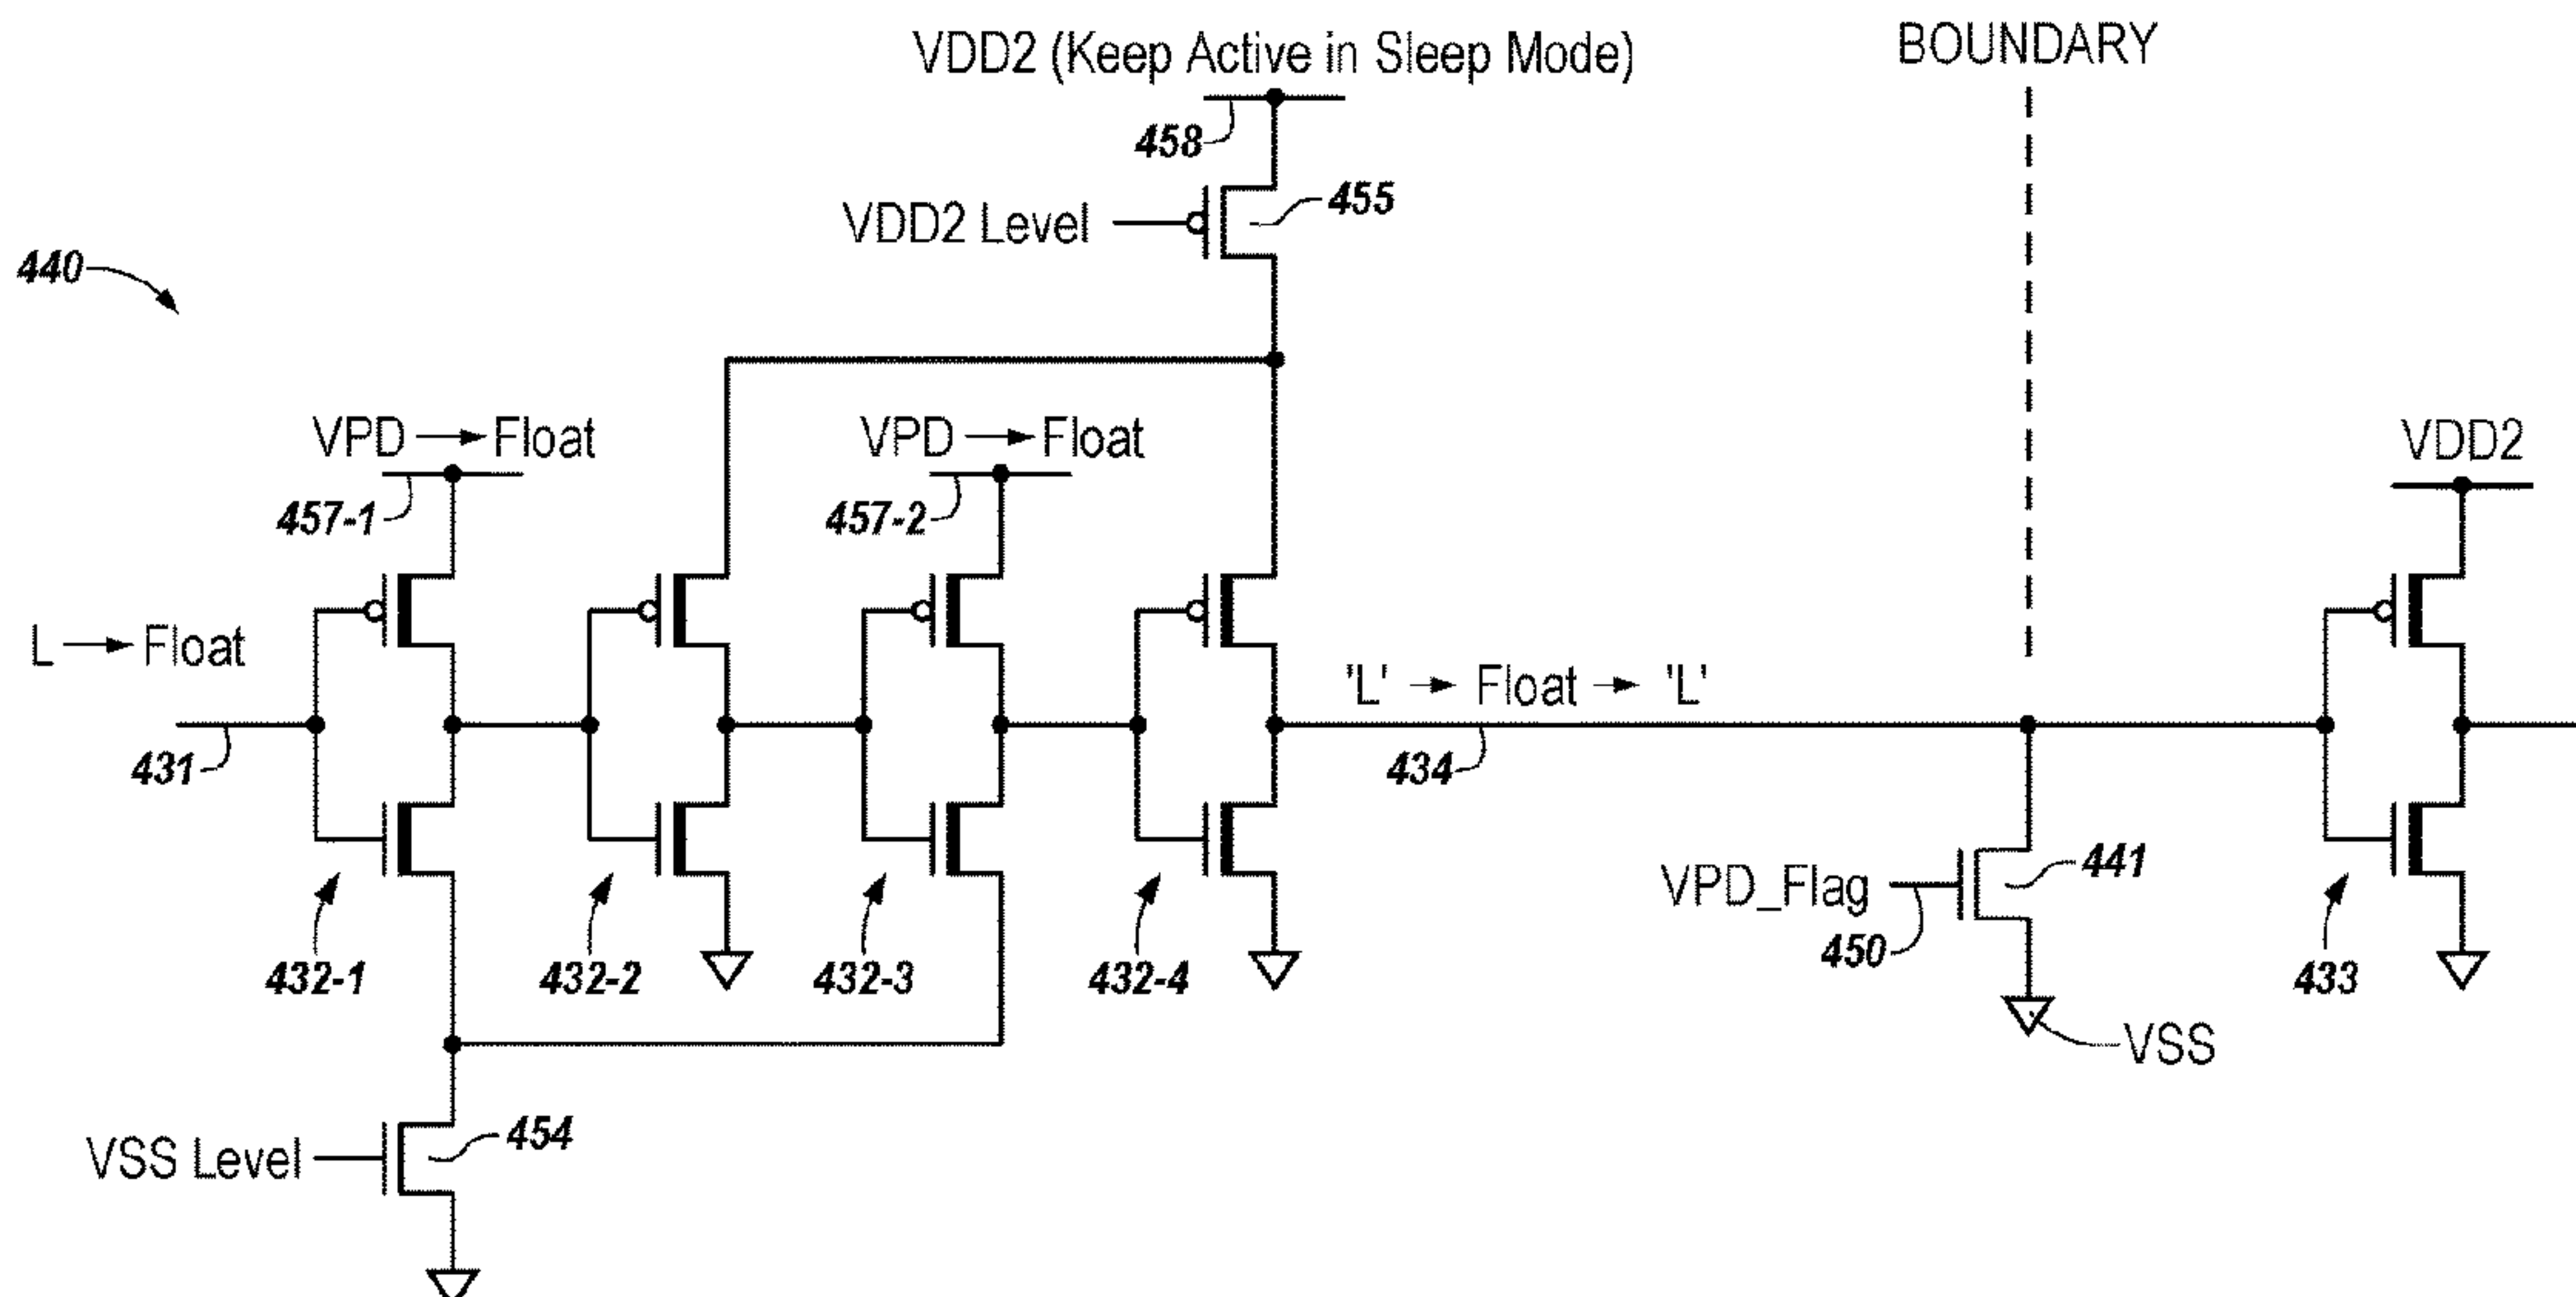 VDD2 (Keep Active in Sleep Mode)
BOUNDARY
458
455
VDD2 Level
440
VPD → Float
VPD → Float
VDD2
457-1
457-2
L → Float
'L' → Float → 'L'
431
434
VPD_Flag
441
450
432-1
432-2
432-3
432-4
433
VSS
VSS Level
454